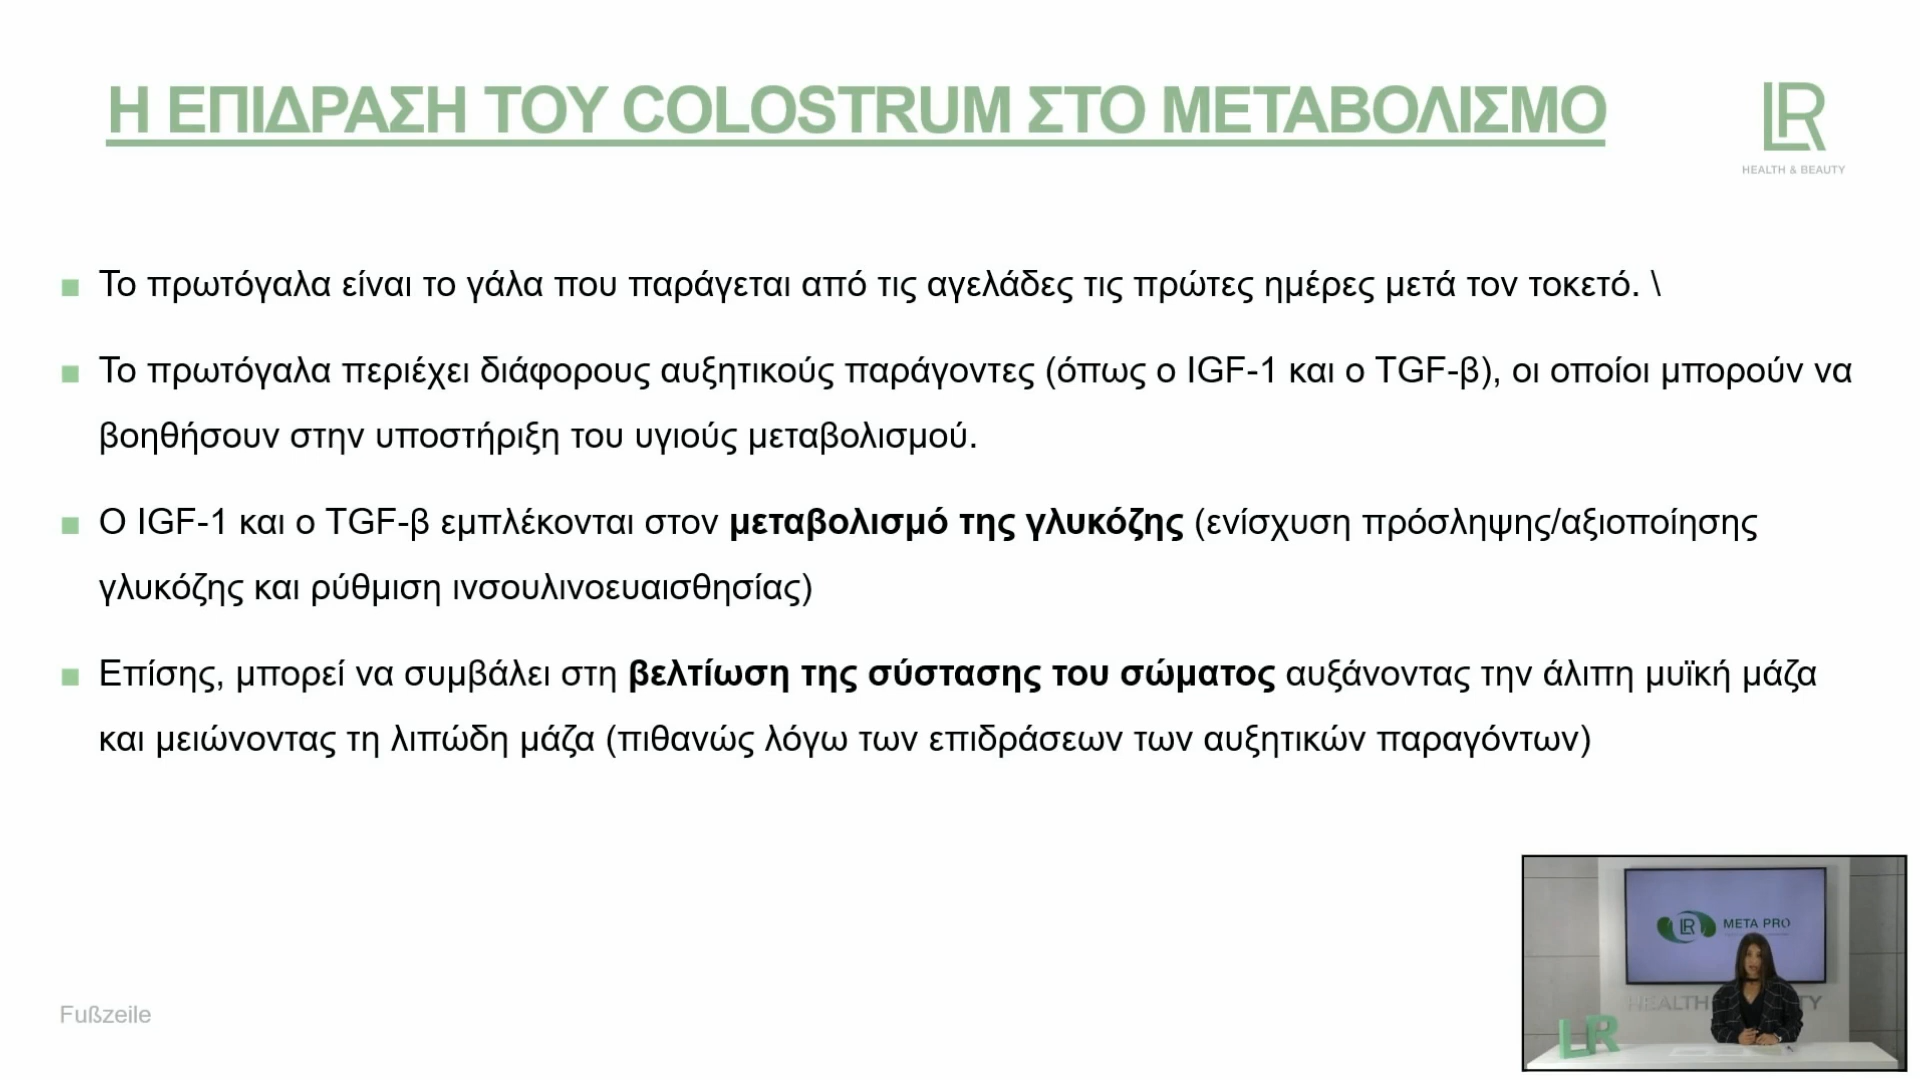 Η ΕΠΙΔΡΑΣΗ ΤΟΥ COLOSTRUM ΣΤΟ ΜΕΤΑΒΟΛΙΣΜΟ
LR
HEALTH & BEAUTY
Το πρωτόγαλα είναι το γάλα που παράγεται από τις αγελάδες τις πρώτες ημέρες μετά τον τοκετό. \
Το πρωτόγαλα περιέχει διάφορους αυξητικούς παράγοντες (όπως ο IGF-1 και ο TGF-β), οι οποίοι μπορούν να
βοηθήσουν στην υποστήριξη του υγιούς μεταβολισμού.
Ο IGF-1 και ο TGF-β εμπλέκονται στον μεταβολισμό της γλυκόζης (ενίσχυση πρόσληψης/αξιοποίησης
γλυκόζης και ρύθμιση ινσουλινοευαισθησίας)
Επίσης, μπορεί να συμβάλει στη βελτίωση της σύστασης του σώματος αυξάνοντας την άλιπη μυϊκή μάζα
και μειώνοντας τη λιπώδη μάζα (πιθανώς λόγω των επιδράσεων των αυξητικών παραγόντων)
Fußzeile
LR META PRO
HEALTH TY
LR